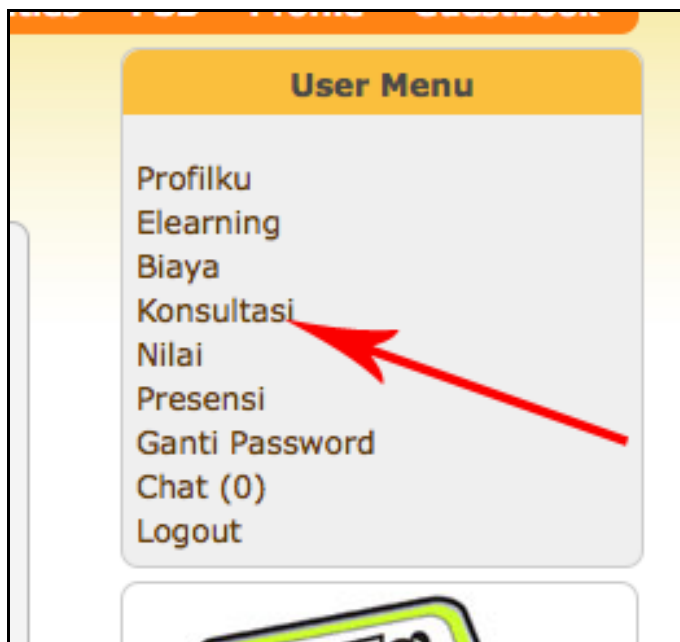 User Menu
Profilku
Elearning
Biaya
Konsultasi
Nilai
Presensi
Ganti Password
Chat (0)
Logout